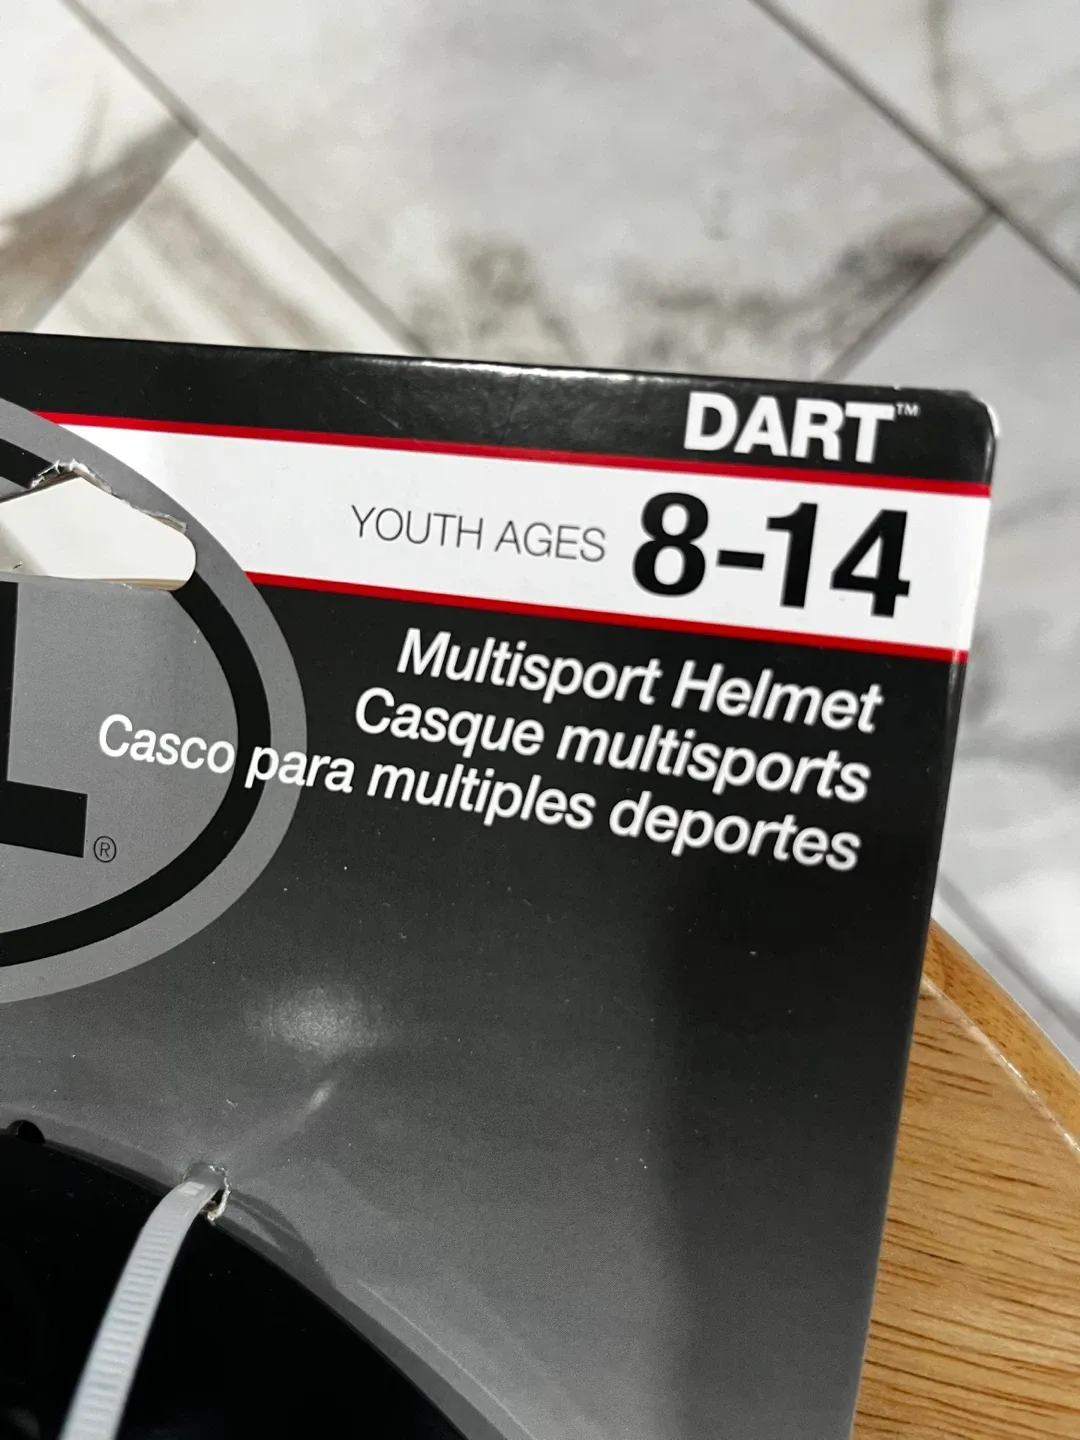 DART™
YOUTH AGES 8-14
Multisport Helmet
Casque multisports
Casco para multiples deportes
L
®